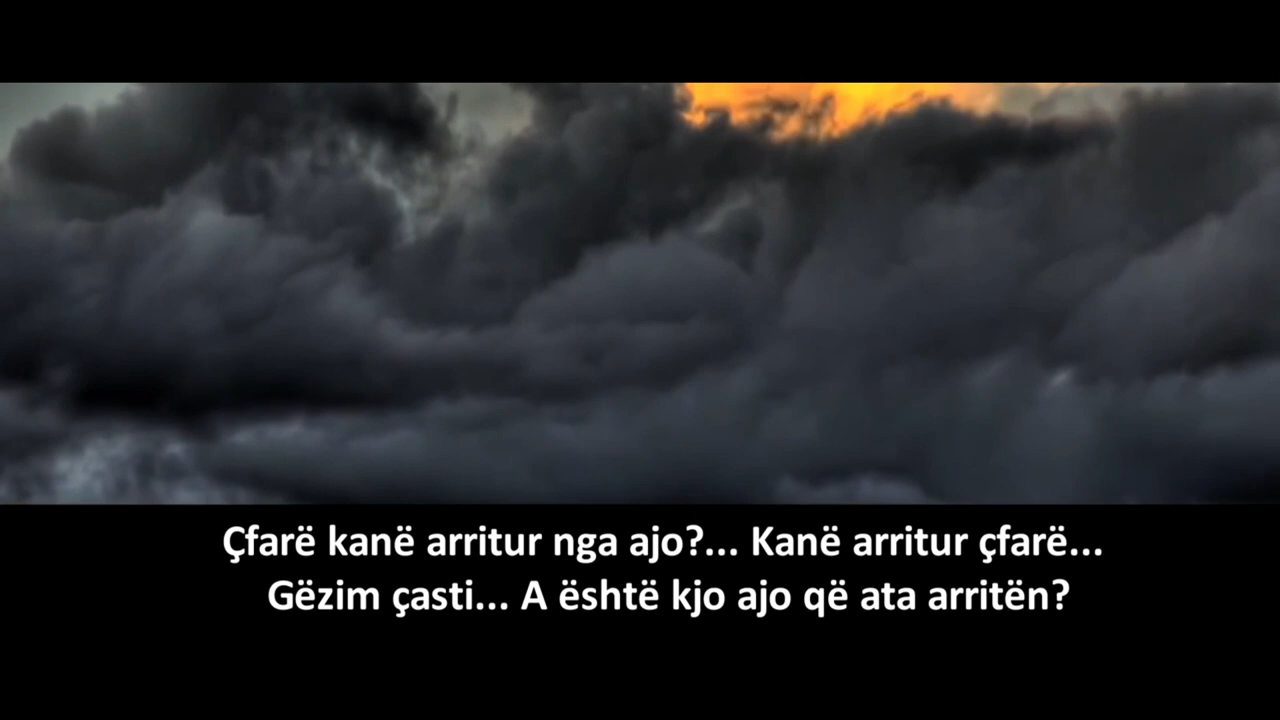 Çfarë kanë arritur nga ajo?... Kanë arritur çfarë...
Gëzim çasti... A është kjo ajo që ata arritën?